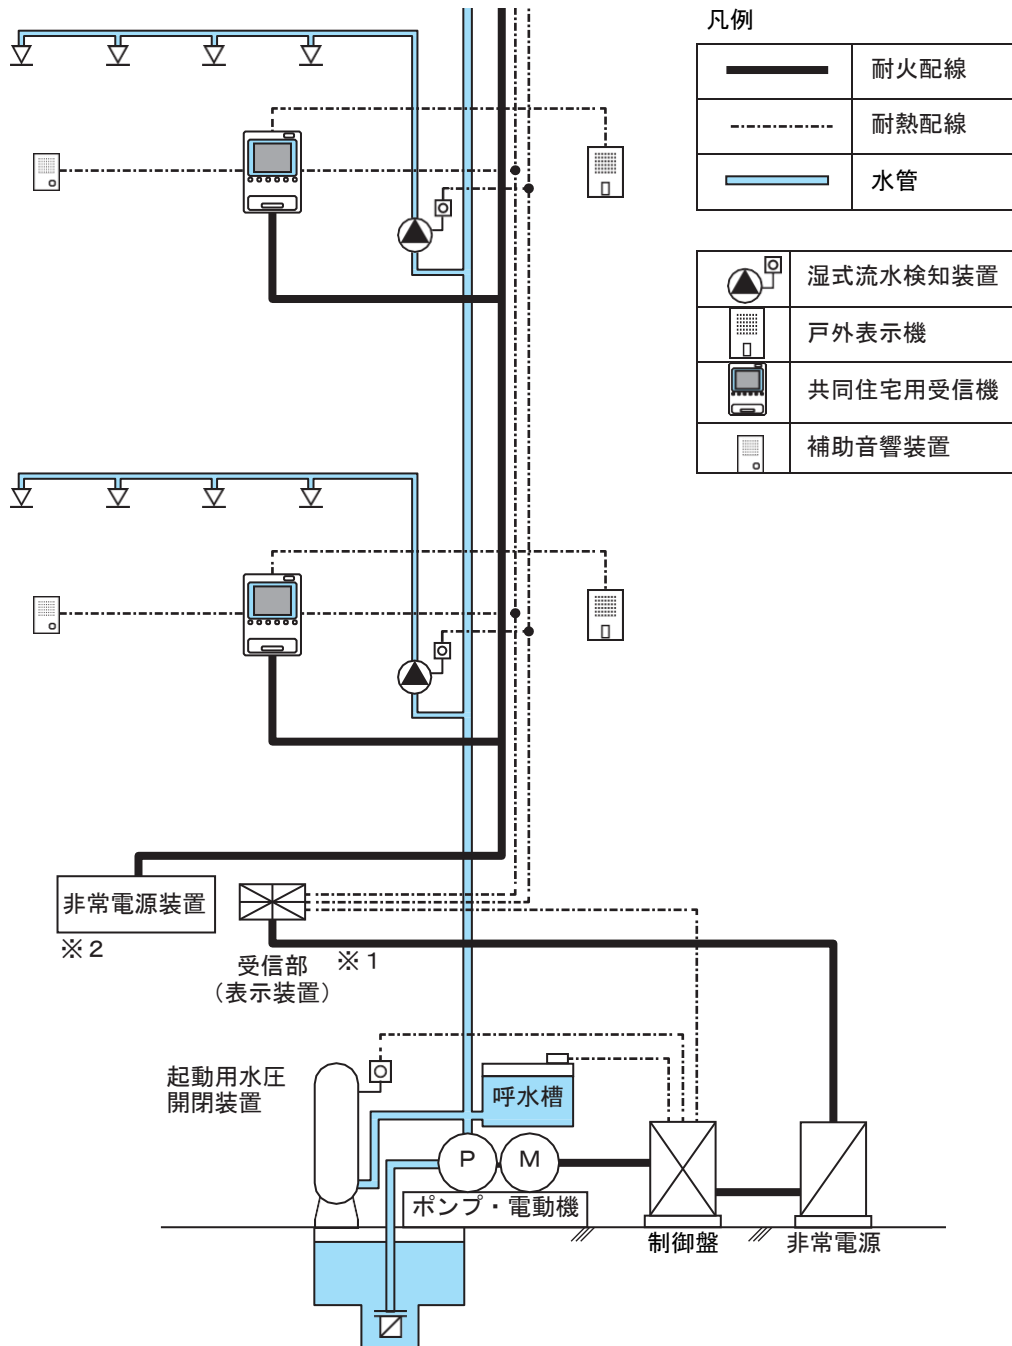 凡例
耐火配線
耐熱配線
水管
湿式流水検知装置
戸外表示機
共同住宅用受信機
補助音響装置
非常電源装置
※2
受信部
（表示装置）
※1
起動用水圧
開閉装置
呼水槽
P
M
ポンプ・電動機
制御盤
非常電源